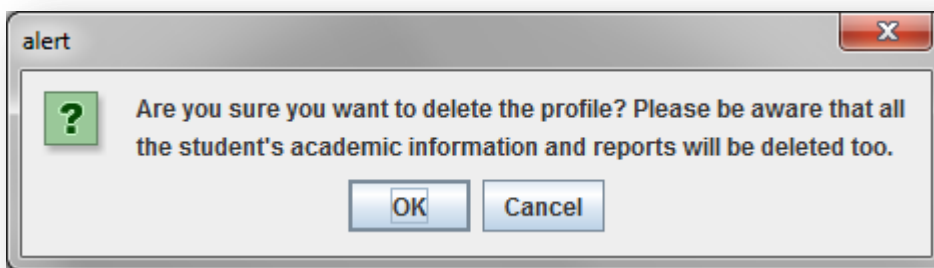 alert
X
?
Are you sure you want to delete the profile? Please be aware that all
the student's academic information and reports will be deleted too.
OK Cancel